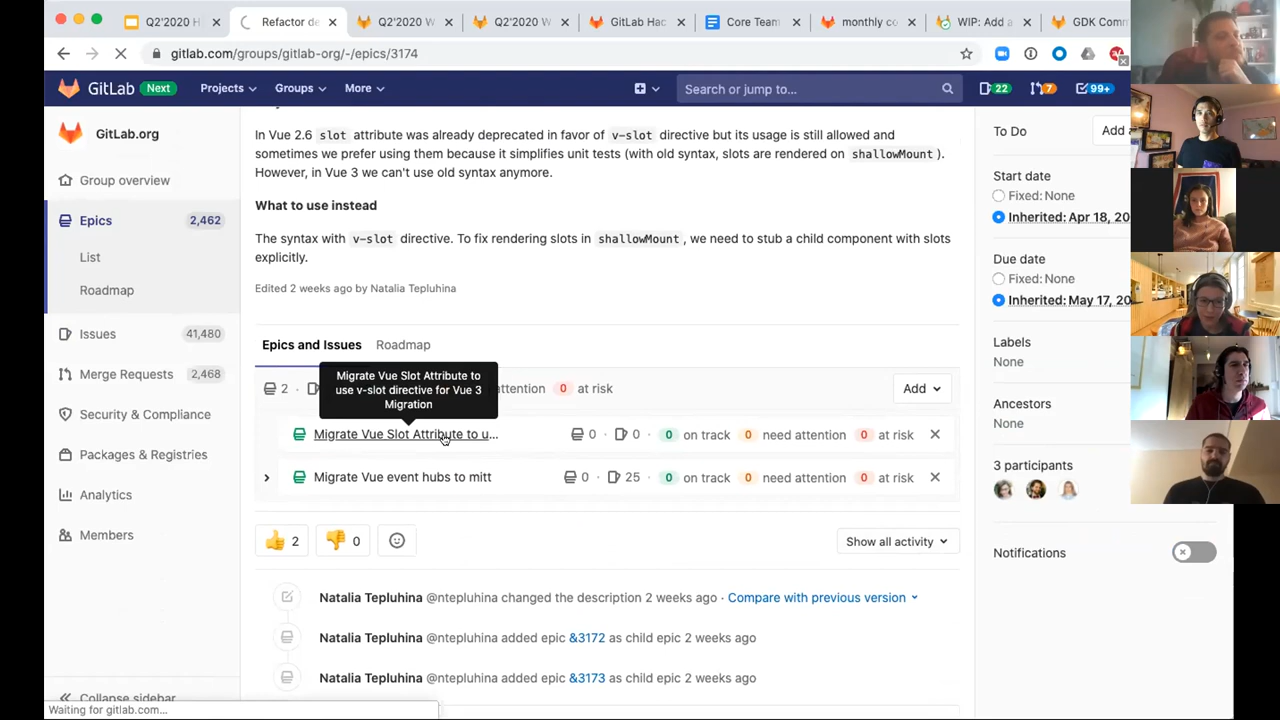 Q2'2020 H
Refactor de
Q2'2020 W
Q2'2020 W
GitLab Hac
Core Team
monthly co
WIP: Add a
GDK Comm
gitlab.com/groups/gitlab-org/-/epics/3174
GitLab Next Projects Groups More Search or jump to... 22 7 99+
GitLab.org
Group overview
Epics 2,462
List
Roadmap
Issues 41,480
Merge Requests 2,468
Security & Compliance
Packages & Registries
Analytics
Members
Collapse sidebar
Waiting for gitlab.com...
In Vue 2.6 slot attribute was already deprecated in favor of v-slot directive but its usage is still allowed and
sometimes we prefer using them because it simplifies unit tests (with old syntax, slots are rendered on shallowMount).
However, in Vue 3 we can't use old syntax anymore.
What to use instead
The syntax with v-slot directive. To fix rendering slots in shallowMount, we need to stub a child component with slots
explicitly.
Edited 2 weeks ago by Natalia Tepluhina
Epics and Issues Roadmap
Migrate Vue Slot Attribute to
use v-slot directive for Vue 3
Migration
2 attention 0 at risk Add
Migrate Vue Slot Attribute to u... 0 0 0 on track 0 need attention 0 at risk
Migrate Vue event hubs to mitt 0 25 0 on track 0 need attention 0 at risk
2 0 Show all activity
Natalia Tepluhina @ntepluhina changed the description 2 weeks ago · Compare with previous version
Natalia Tepluhina @ntepluhina added epic &3172 as child epic 2 weeks ago
Natalia Tepluhina @ntepluhina added epic &3173 as child epic 2 weeks ago
To Do Add
Start date
Fixed: None
Inherited: Apr 18, 20
Due date
Fixed: None
Inherited: May 17, 20
Labels
None
Ancestors
None
3 participants
Notifications